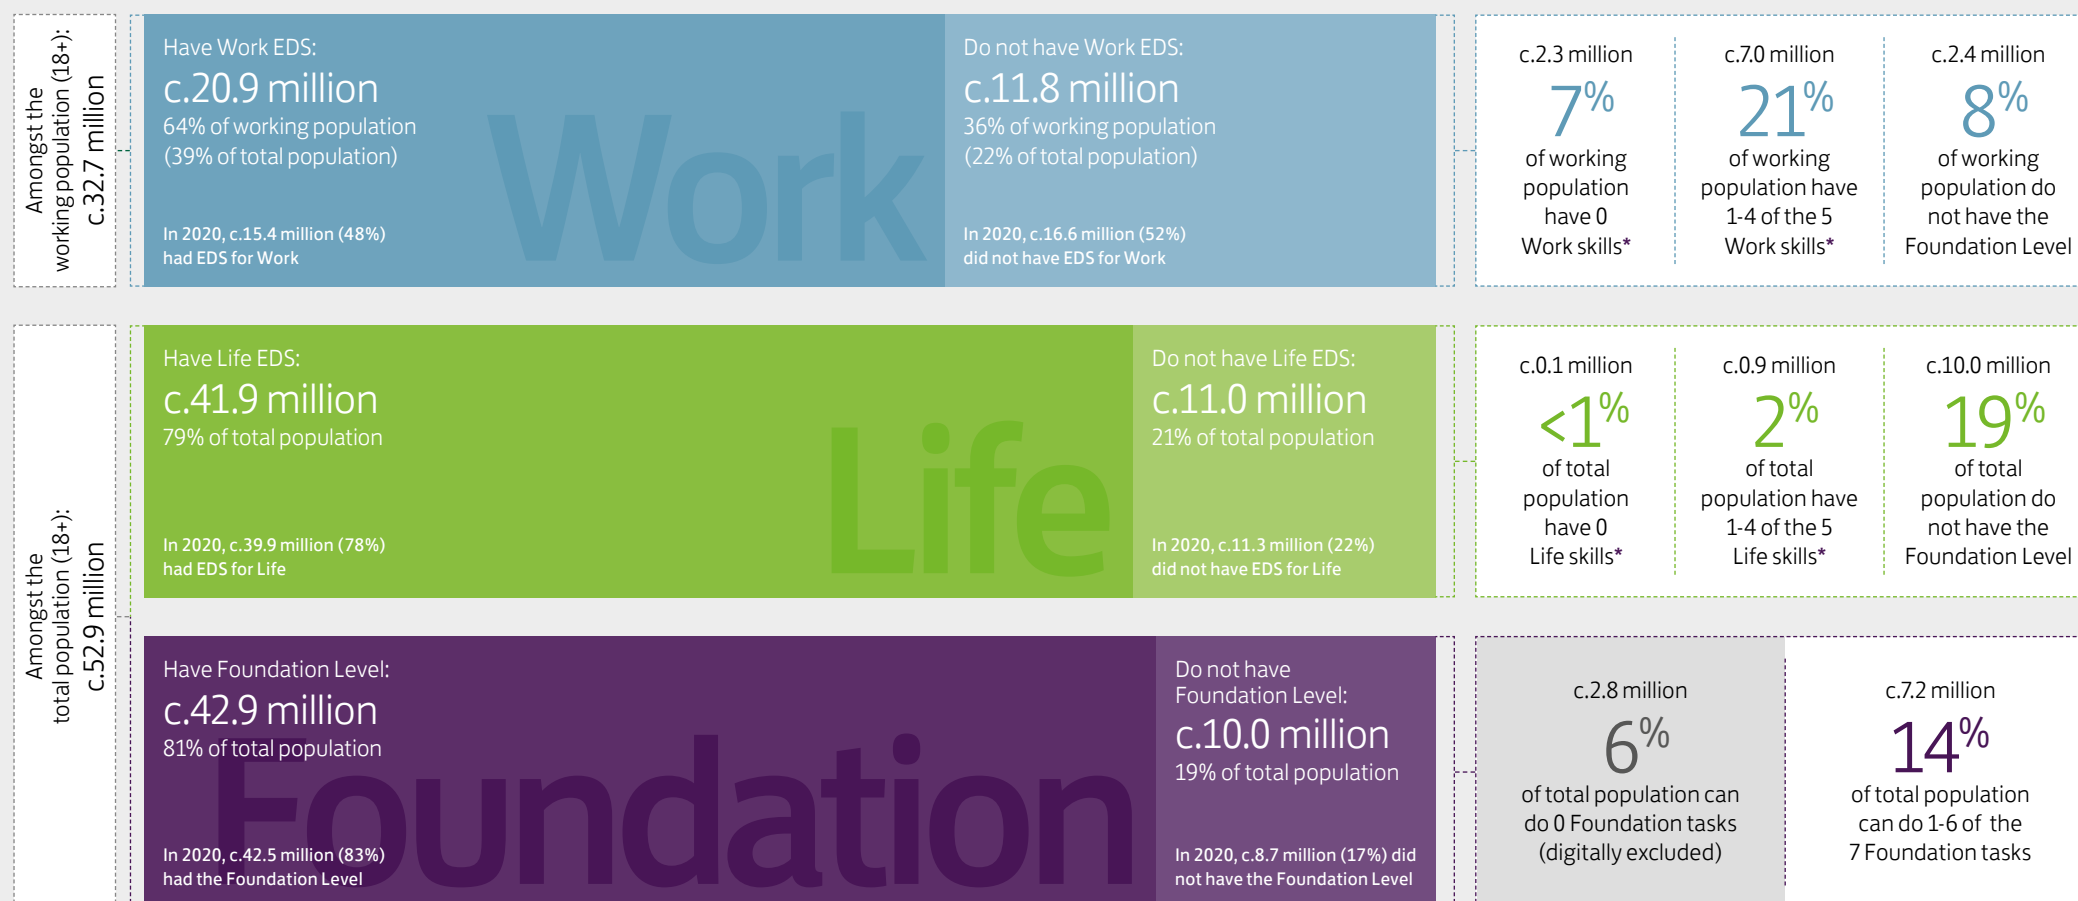 Amongst the
working population (18+):
c.32.7 million
Have Work EDS:
c.20.9 million
64% of working population
(39% of total population)
In 2020, c.15.4 million (48%)
had EDS for Work
Work
Do not have Work EDS:
c.11.8 million
36% of working population
(22% of total population)
In 2020, c.16.6 million (52%)
did not have EDS for Work
c.2.3 million
7%
of working
population
have 0
Work skills*
c.7.0 million
21%
of working
population have
1-4 of the 5
Work skills*
c.2.4 million
8%
of working
population do
not have the
Foundation Level
Amongst the
total population (18+):
c.52.9 million
Have Life EDS:
c.41.9 million
79% of total population
In 2020, c.39.9 million (78%)
had EDS for Life
Life
Do not have Life EDS:
c.11.0 million
21% of total population
In 2020, c.11.3 million (22%)
did not have EDS for Life
c.0.1 million
<1%
of total
population
have 0
Life skills*
c.0.9 million
2%
of total
population have
1-4 of the 5
Life skills*
c.10.0 million
19%
of total
population do
not have the
Foundation Level
Have Foundation Level:
c.42.9 million
81% of total population
In 2020, c.42.5 million (83%)
had the Foundation Level
Foundation
Do not have
Foundation Level:
c.10.0 million
19% of total population
In 2020, c.8.7 million (17%) did
not have the Foundation Level
c.2.8 million
6%
of total population can
do 0 Foundation tasks
(digitally excluded)
c.7.2 million
14%
of total population
can do 1-6 of the
7 Foundation tasks